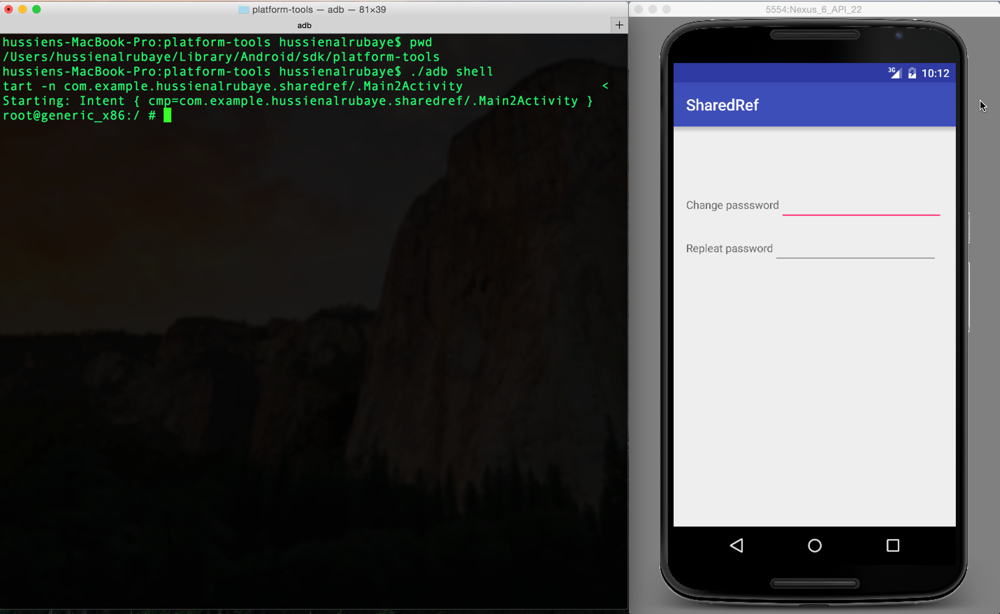 platform-tools — adb — 81×39
adb
+
hussiens-MacBook-Pro:platform-tools hussienalrubaye$ pwd
/Users/hussienalrubaye/Library/Android/sdk/platform-tools
hussiens-MacBook-Pro:platform-tools hussienalrubaye$ ./adb shell
tart -n com.example.hussienalrubaye.sharedref/.Main2Activity <
Starting: Intent { cmp=com.example.hussienalrubaye.sharedref/.Main2Activity }
root@generic_x86:/ #
5554:Nexus_6_API_22
3G 10:12
SharedRef
Change passsword
Repeat password